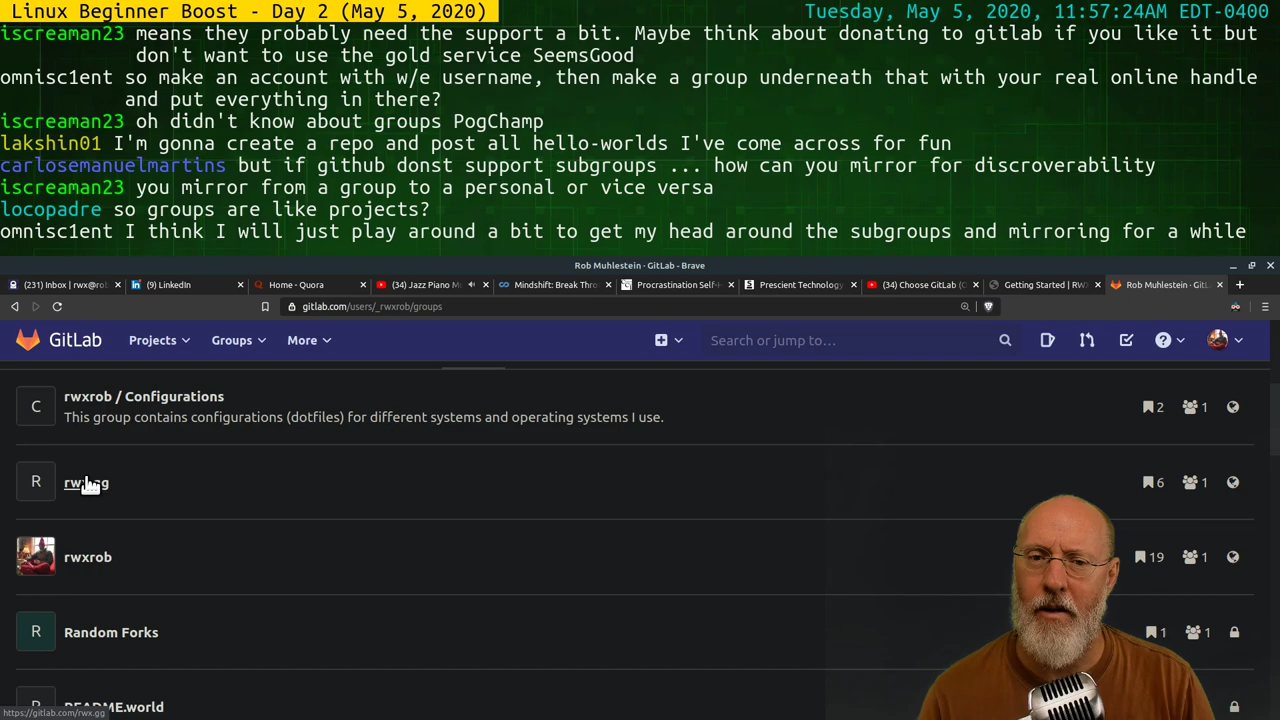 Linux Beginner Boost - Day 2 (May 5, 2020)
Tuesday, May 5, 2020, 11:57:24AM EDT-0400
iscreaman23 means they probably need the support a bit. Maybe think about donating to gitlab if you like it but
don't want to use the gold service SeemsGood
omnisc1ent so make an account with w/e username, then make a group underneath that with your real online handle
and put everything in there?
iscreaman23 oh didn't know about groups PogChamp
lakshin01 I'm gonna create a repo and post all hello-worlds I've come across for fun
carlosemanuelmartins but if github donst support subgroups ... how can you mirror for discroverability
iscreaman23 you mirror from a group to a personal or vice versa
locopadre so groups are like projects?
omnisc1ent I think I will just play around a bit to get my head around the subgroups and mirroring for a while
Rob Muhlestein · GitLab - Brave
(231) Inbox | rwx@rob
(9) LinkedIn
Home - Quora
(34) Jazz Piano M
Mindshift: Break Thro
Procrastination Self-H
Prescient Technology
(34) Choose GitLab (C
Getting Started | RWX
Rob Muhlestein · GitL
gitlab.com/users/_rwxrob/groups
GitLab
Projects
Groups
More
Search or jump to…
C
rwxrob / Configurations
This group contains configurations (dotfiles) for different systems and operating systems I use.
2
1
R
6
1
rwxrob
19
1
R
Random Forks
1
1
README.world
https://gitlab.com/rwx.gg